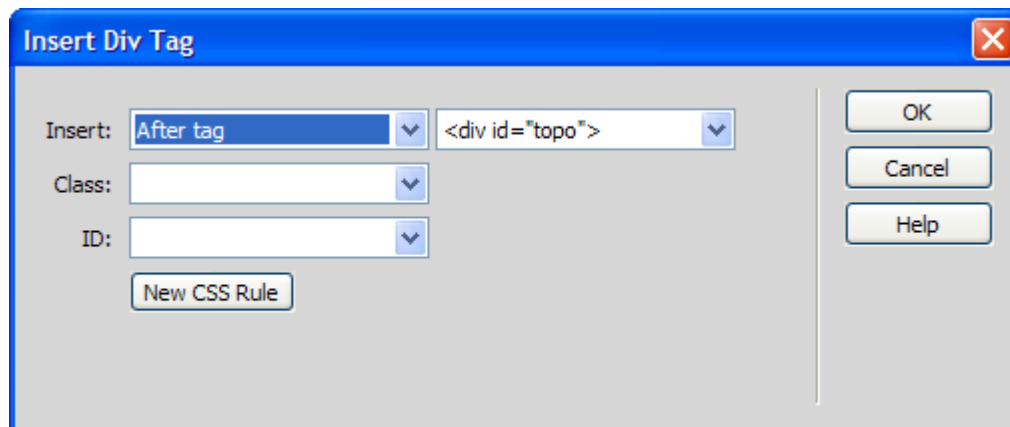 Insert Div Tag
Insert: After tag <div id="topo">
Class:
ID:
New CSS Rule
OK
Cancel
Help